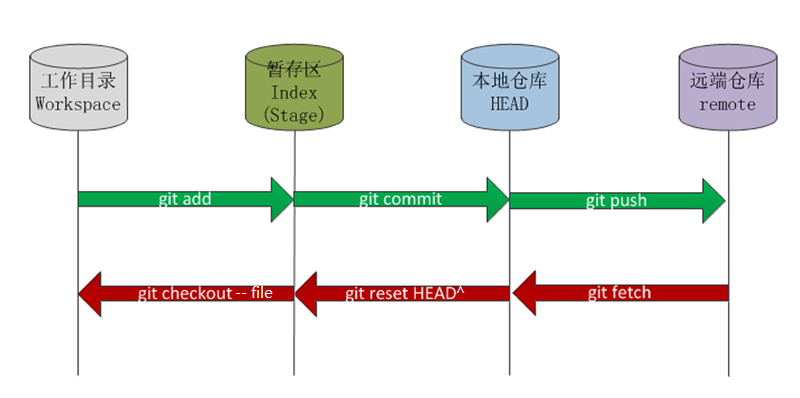 工作目录
Workspace
暂存区
Index
(Stage)
本地仓库
HEAD
远端仓库
remote
git add
git commit
git push
git checkout -- file
git reset HEAD^
git fetch